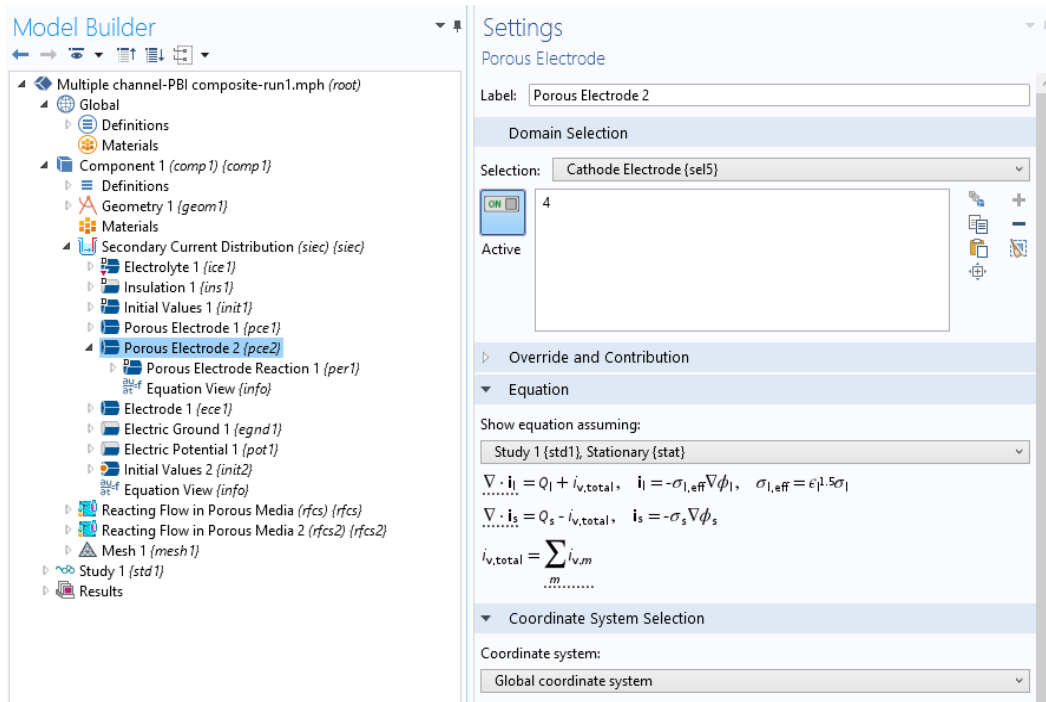 Model Builder
Multiple channel-PBI composite-run1.mph (root)
Global
Definitions
Materials
Component 1 (comp1) {comp1}
Definitions
Geometry 1 {geom1}
Materials
Secondary Current Distribution (siec) {siec}
Electrolyte 1 {ice1}
Insulation 1 {ins1}
Initial Values 1 {init1}
Porous Electrode 1 {pce1}
Porous Electrode 2 {pce2}
Porous Electrode Reaction 1 {per1}
Equation View {info}
Electrode 1 {ece1}
Electric Ground 1 {egnd1}
Electric Potential 1 {pot1}
Initial Values 2 {init2}
Equation View {info}
Reacting Flow in Porous Media (rfcs) {rfcs}
Reacting Flow in Porous Media 2 (rfcs2) {rfcs2}
Mesh 1 {mesh1}
Study 1 {std1}
Results
Settings
Porous Electrode
Label: Porous Electrode 2
Domain Selection
Selection: Cathode Electrode {sel5}
ON 4
Active
Override and Contribution
Equation
Show equation assuming:
Study 1 {std1}, Stationary {stat}
∇ · i_l = Q_l + i_v,total, i_l = -σ_l,eff∇ϕ_l, σ_l,eff = ϵ_l^1.5σ_l
∇ · i_s = Q_s - i_v,total, i_s = -σ_s∇ϕ_s
i_v,total = ∑_m i_v,m
Coordinate System Selection
Coordinate system:
Global coordinate system